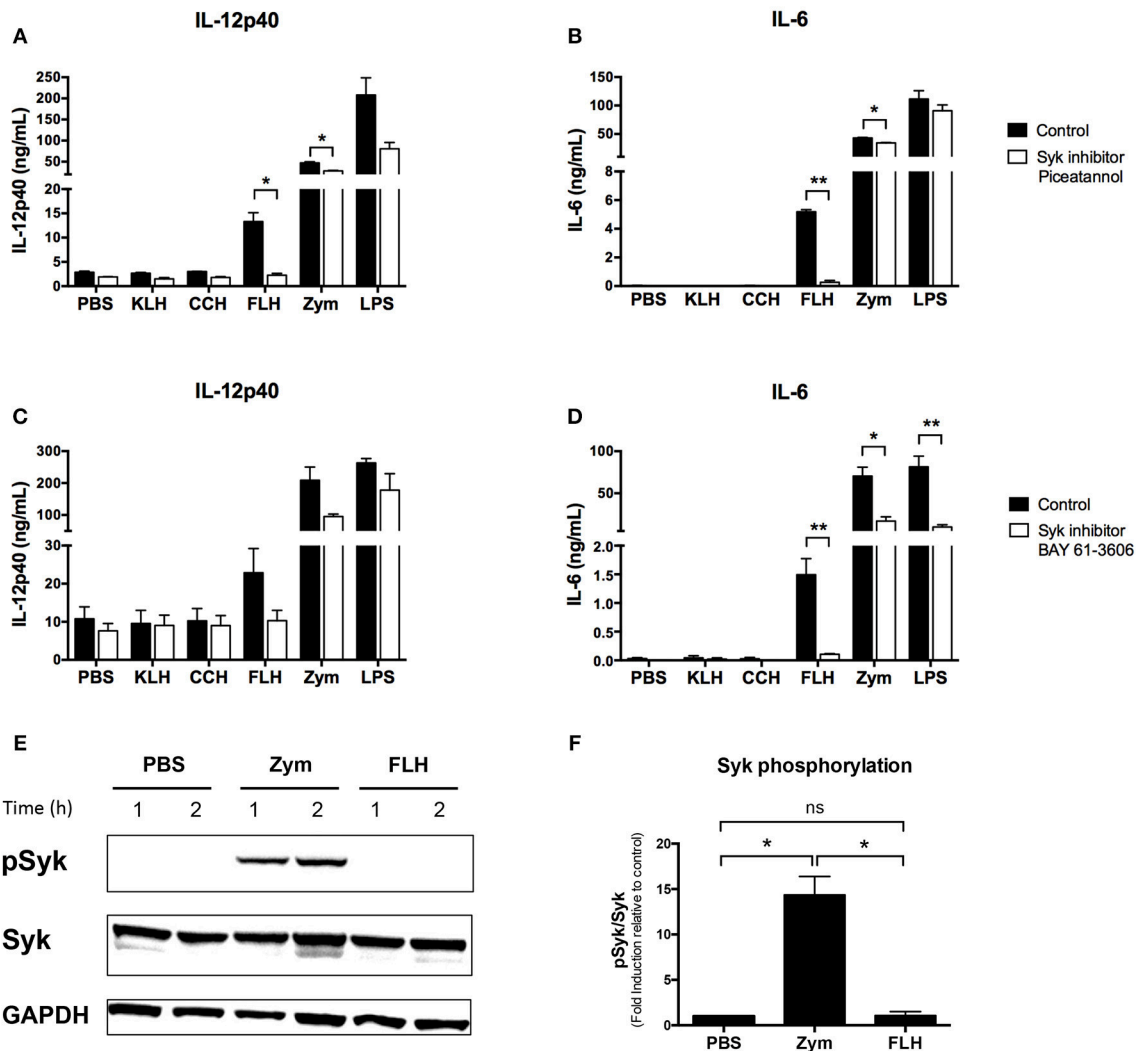 A
IL-12p40
IL-12p40 (ng/mL)
250
200
150
100
50
20
15
10
5
0
*
*
PBS KLH CCH FLH Zym LPS
B
IL-6
IL-6 (ng/mL)
150
100
50
6
4
2
0
**
*
PBS KLH CCH FLH Zym LPS
Control
Syk inhibitor
Piceatannol
C
IL-12p40
IL-12p40 (ng/mL)
300
200
100
30
20
10
0
PBS KLH CCH FLH Zym LPS
D
IL-6
IL-6 (ng/mL)
100
50
2.0
1.5
1.0
0.5
0.0
**
*
**
PBS KLH CCH FLH Zym LPS
Control
Syk inhibitor
BAY 61-3606
E
PBS Zym FLH
Time (h) 1 2 1 2 1 2
pSyk
Syk
GAPDH
F
Syk phosphorylation
pSyk/Syk
(Fold Induction relative to control)
20
15
10
5
0
ns
* *
PBS Zym FLH